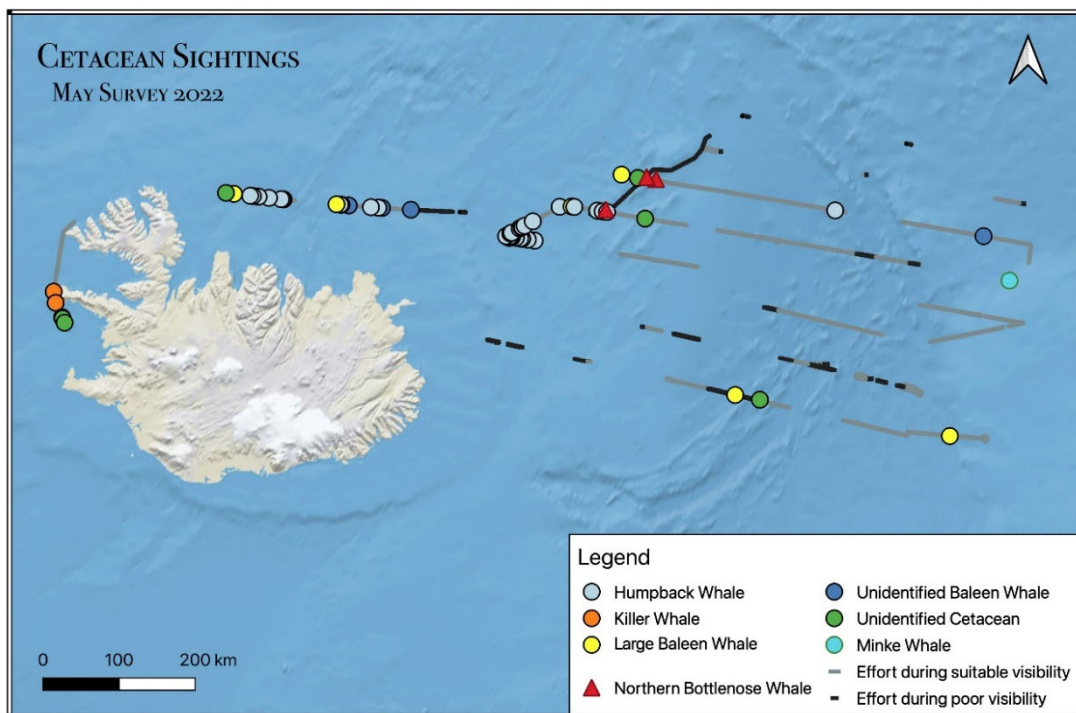 CETACEAN SIGHTINGS
MAY SURVEY 2022
Legend
Humpback Whale
Killer Whale
Large Baleen Whale
Northern Bottlenose Whale
Unidentified Baleen Whale
Unidentified Cetacean
Minke Whale
Effort during suitable visibility
Effort during poor visibility
0 100 200 km